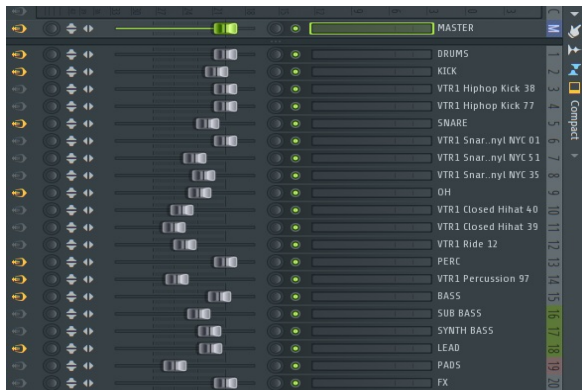 C
MASTER
M
DRUMS
1
KICK
2
VTR1 Hiphop Kick 38
3
VTR1 Hiphop Kick 77
4
SNARE
5
VTR1 Snar..nyl NYC 01
6
VTR1 Snar..nyl NYC 51
7
VTR1 Snar..nyl NYC 35
8
OH
9
VTR1 Closed Hihat 40
10
VTR1 Closed Hihat 39
11
VTR1 Ride 12
12
PERC
13
VTR1 Percussion 97
14
BASS
15
SUB BASS
16
SYNTH BASS
17
LEAD
18
PADS
19
FX
20
Compact